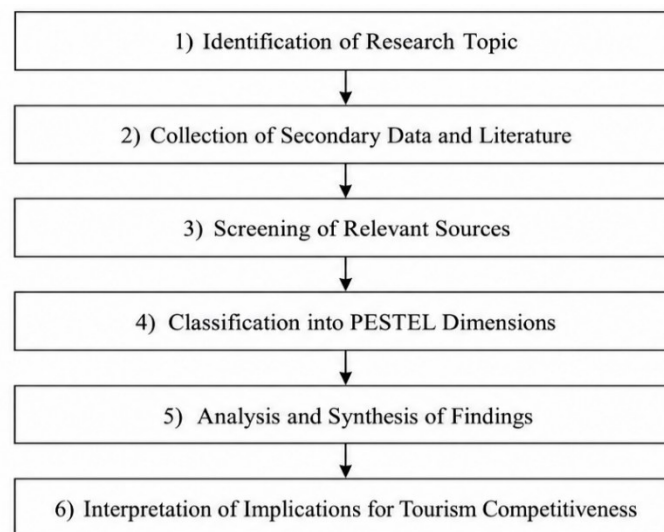 1) Identification of Research Topic
2) Collection of Secondary Data and Literature
3) Screening of Relevant Sources
4) Classification into PESTEL Dimensions
5) Analysis and Synthesis of Findings
6) Interpretation of Implications for Tourism Competitiveness